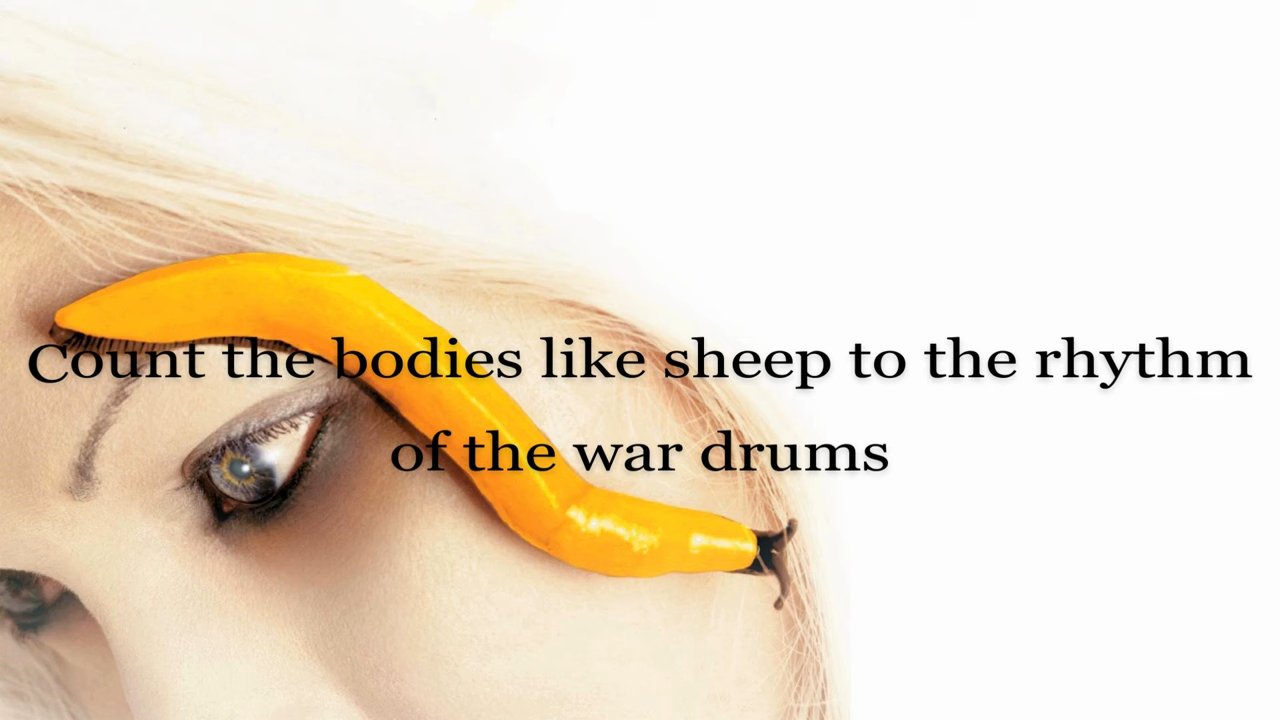 Count the bodies like sheep to the rhythm
of the war drums